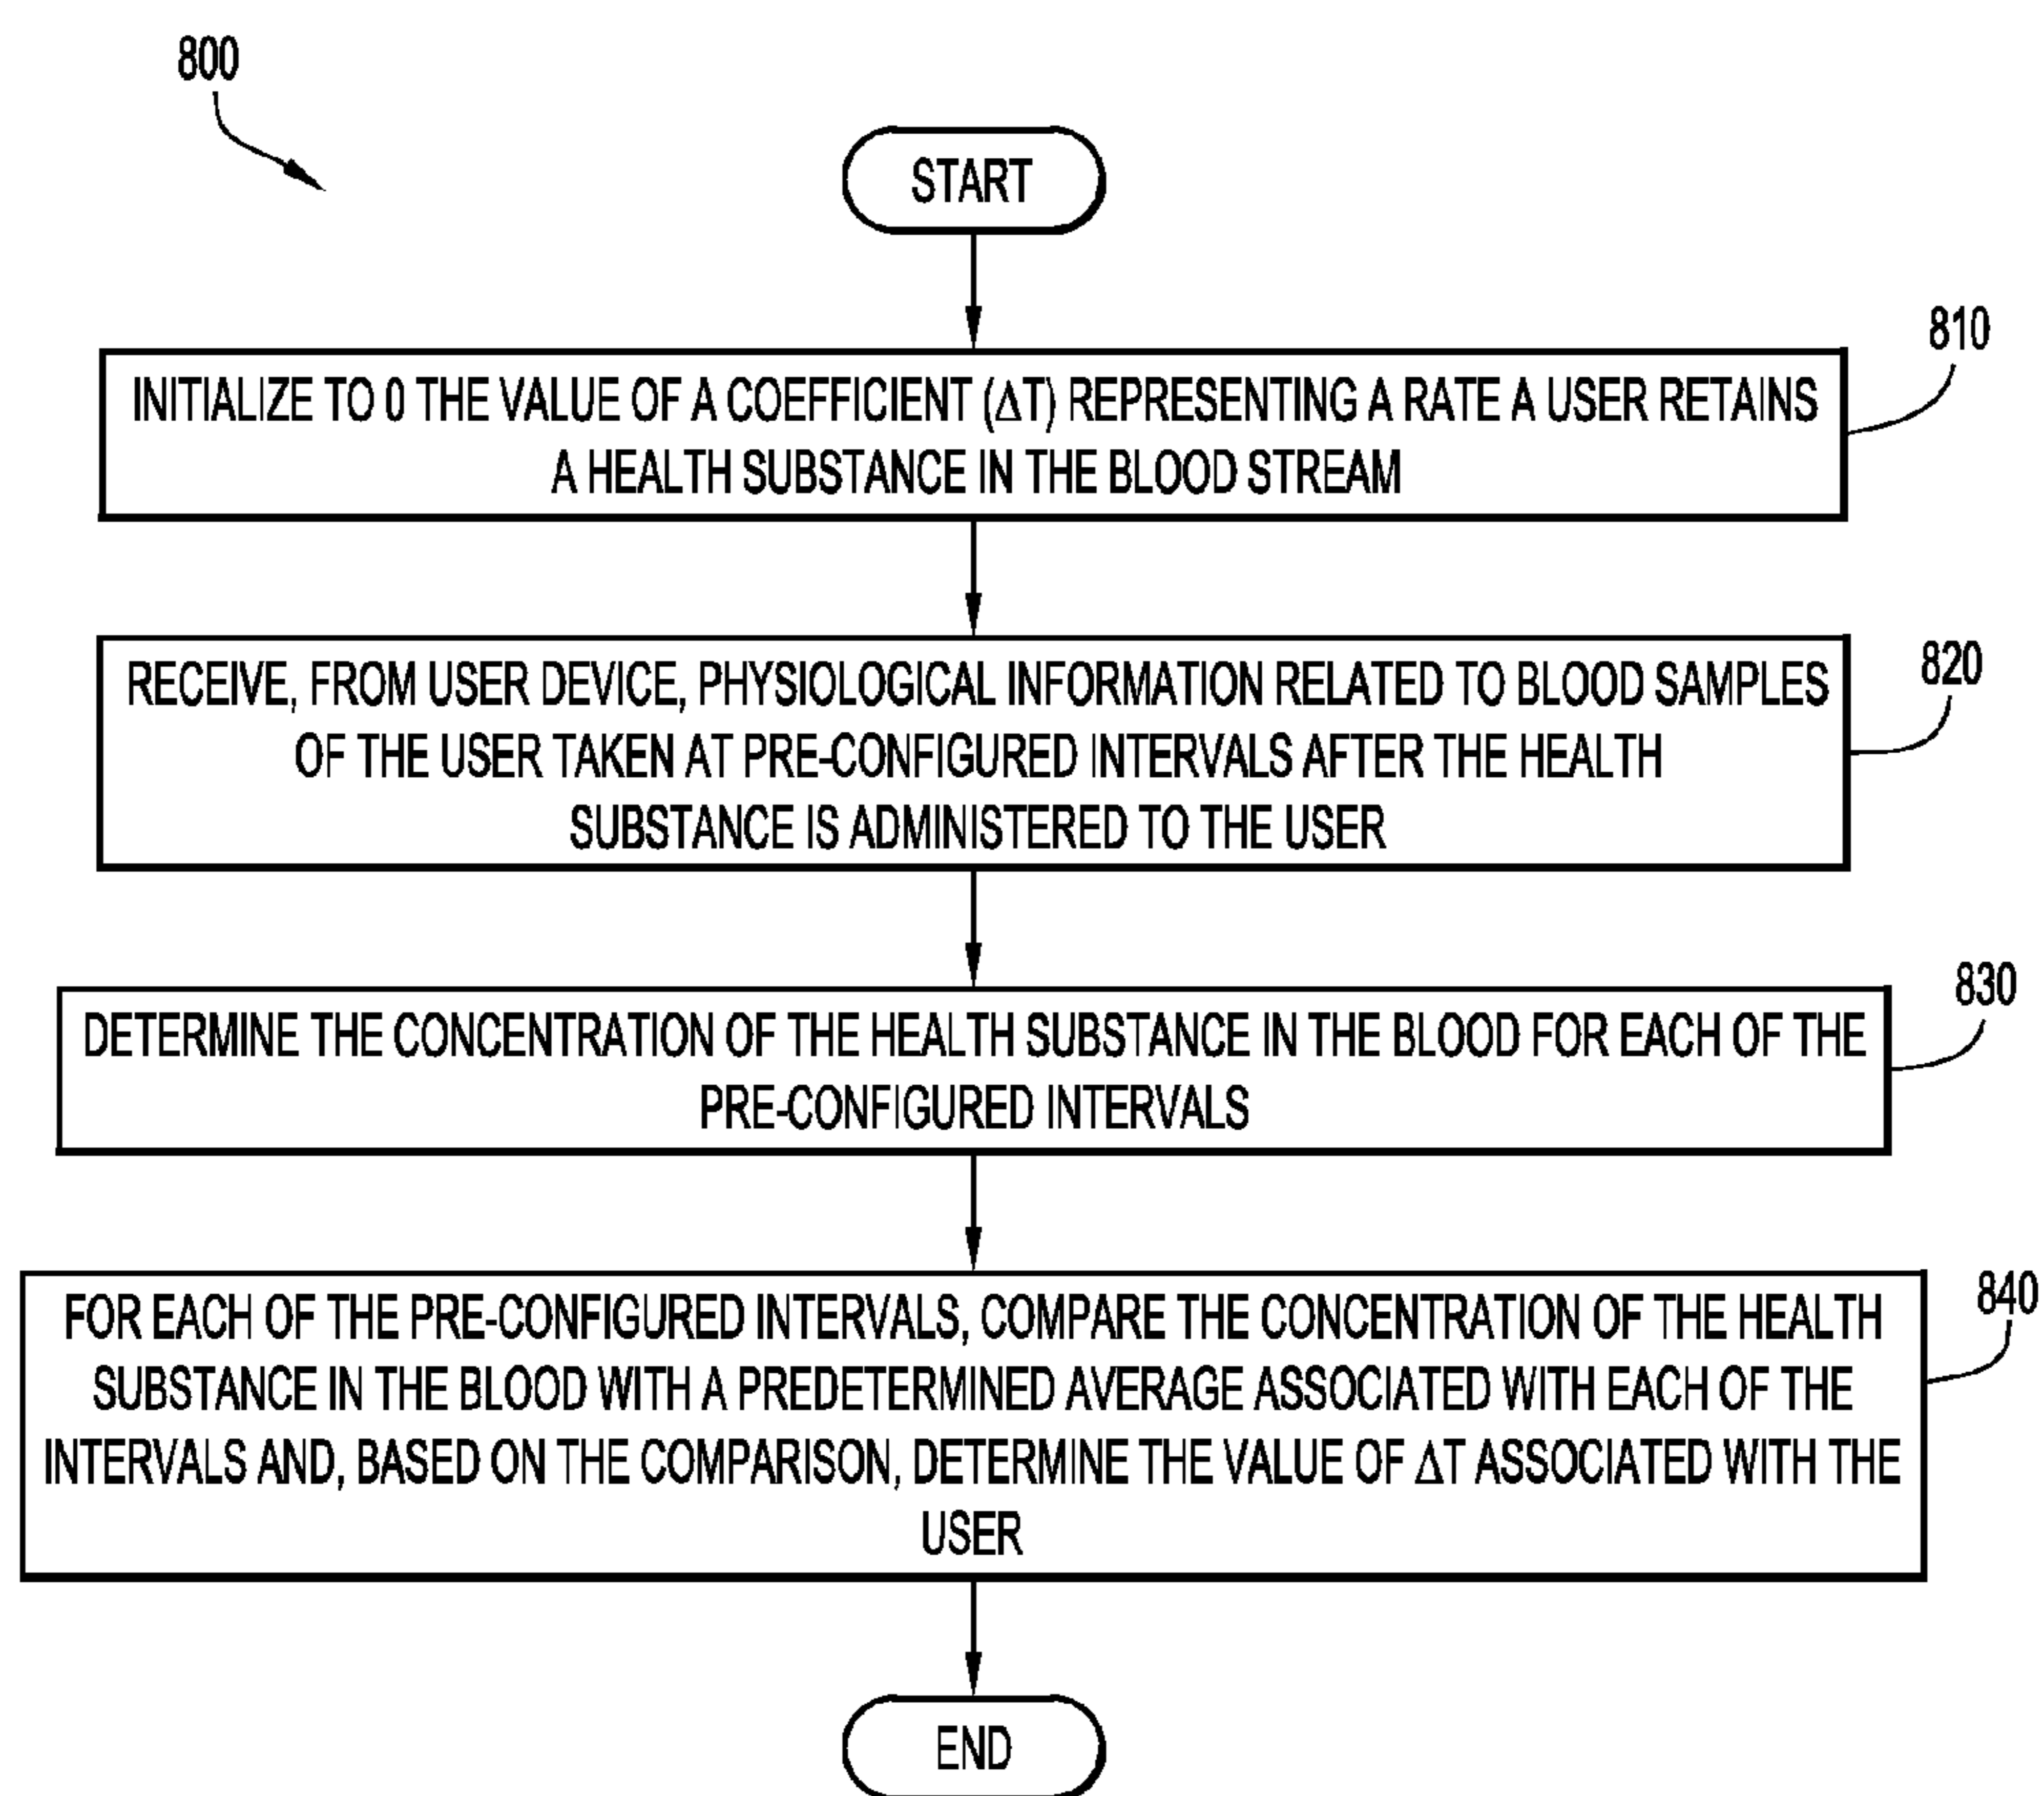 800
START
810
INITIALIZE TO 0 THE VALUE OF A COEFFICIENT (ΔT) REPRESENTING A RATE A USER RETAINS
A HEALTH SUBSTANCE IN THE BLOOD STREAM
820
RECEIVE, FROM USER DEVICE, PHYSIOLOGICAL INFORMATION RELATED TO BLOOD SAMPLES
OF THE USER TAKEN AT PRE-CONFIGURED INTERVALS AFTER THE HEALTH
SUBSTANCE IS ADMINISTERED TO THE USER
830
DETERMINE THE CONCENTRATION OF THE HEALTH SUBSTANCE IN THE BLOOD FOR EACH OF THE
PRE-CONFIGURED INTERVALS
840
FOR EACH OF THE PRE-CONFIGURED INTERVALS, COMPARE THE CONCENTRATION OF THE HEALTH
SUBSTANCE IN THE BLOOD WITH A PREDETERMINED AVERAGE ASSOCIATED WITH EACH OF THE
INTERVALS AND, BASED ON THE COMPARISON, DETERMINE THE VALUE OF ΔT ASSOCIATED WITH THE
USER
END